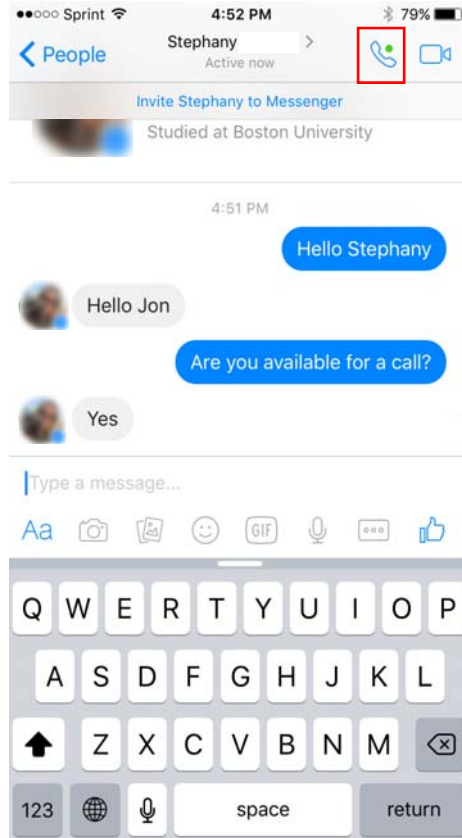 Sprint 4:52 PM 79%
People Stephany >
Active now
Invite Stephany to Messenger
Studied at Boston University
4:51 PM
Hello Stephany
Hello Jon
Are you available for a call?
Yes
Type a message...
Aa GIF
Q W E R T Y U I O P
A S D F G H J K L
Z X C V B N M
123 space return